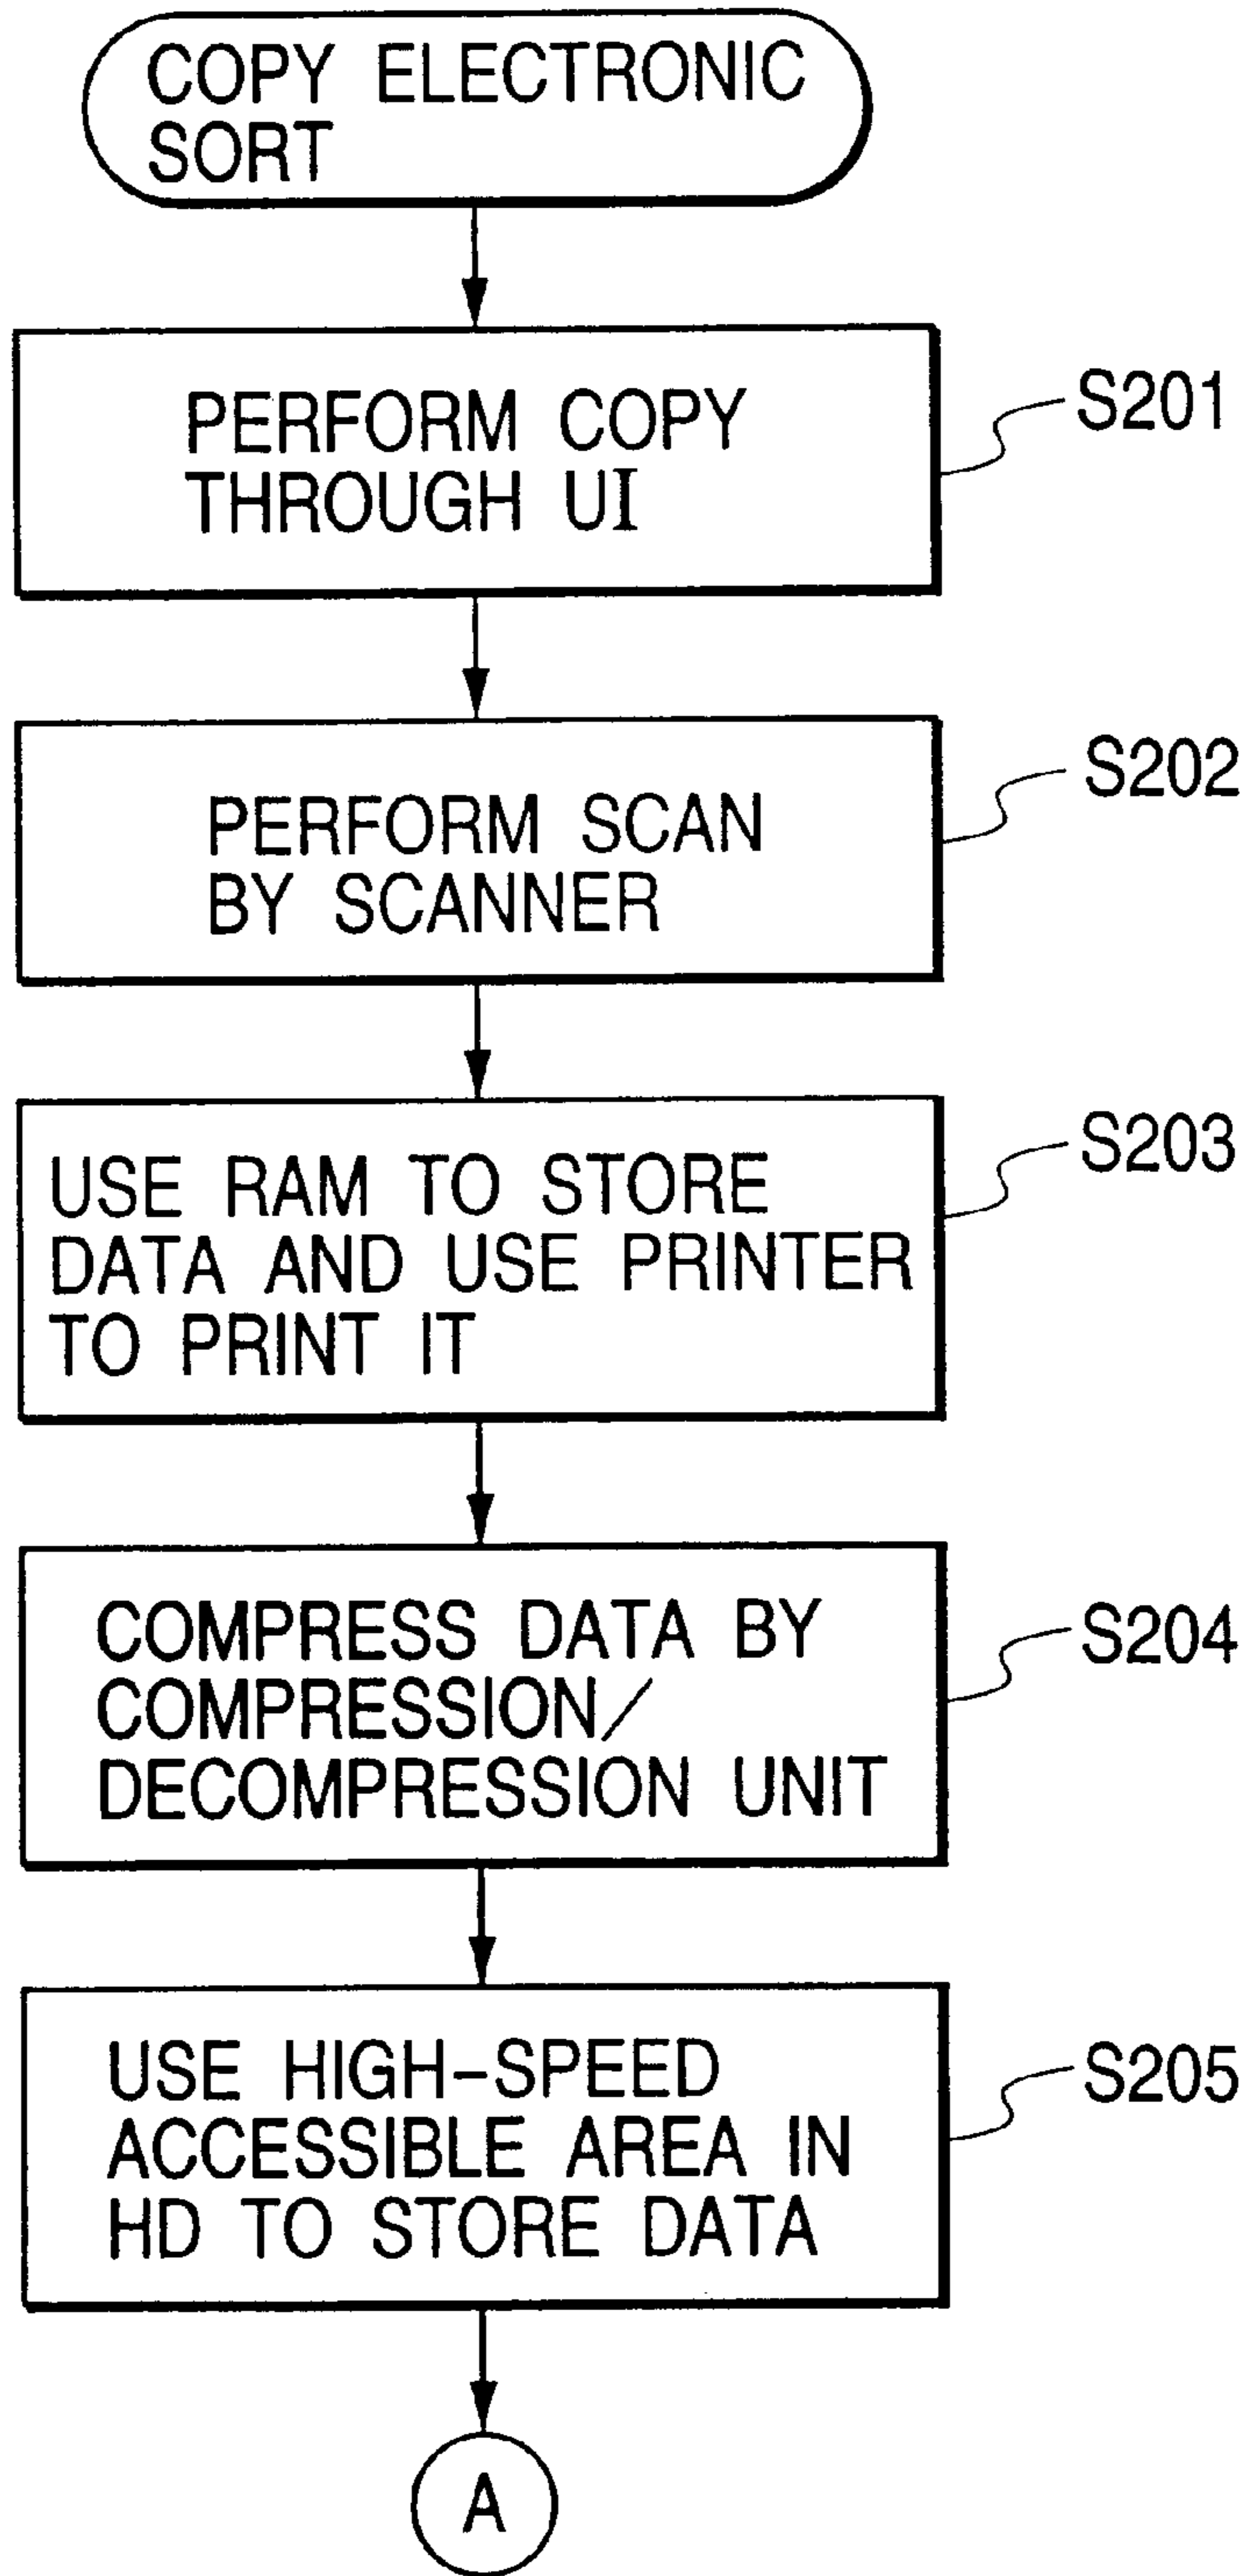 COPY ELECTRONIC
SORT
PERFORM COPY
THROUGH UI
S201
PERFORM SCAN
BY SCANNER
S202
USE RAM TO STORE
DATA AND USE PRINTER
TO PRINT IT
S203
COMPRESS DATA BY
COMPRESSION/
DECOMPRESSION UNIT
S204
USE HIGH-SPEED
ACCESSIBLE AREA IN
HD TO STORE DATA
S205
A